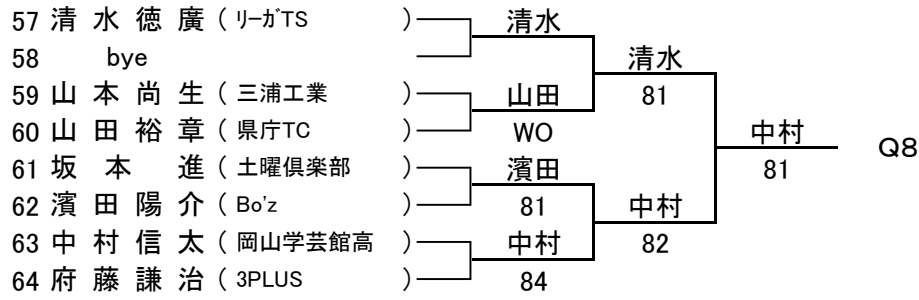 57 清 水 徳 廣 ( リーガTS ) 清水
58 bye 清水
59 山 本 尚 生 ( 三浦工業 ) 山田 81
60 山 田 裕 章 ( 県庁TC ) WO 中村 Q8
61 坂 本 進 ( 土曜倶楽部 ) 濱田 81
62 濱 田 陽 介 ( Bo'z ) 81 中村
63 中 村 信 太 ( 岡山学芸館高 ) 中村 82
64 府 藤 謙 治 ( 3PLUS ) 84